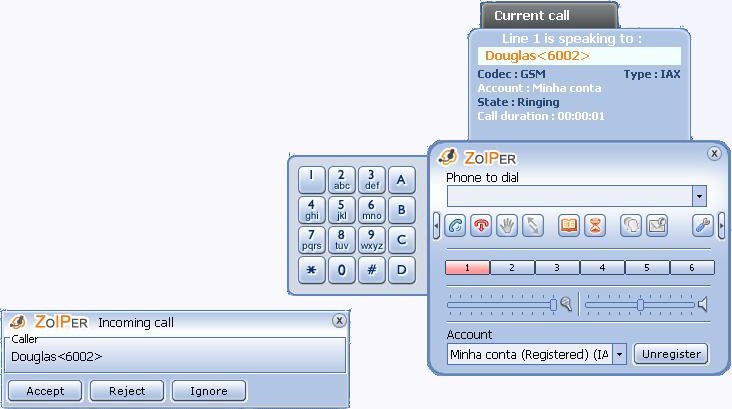 Current call
Line 1 is speaking to :
Douglas<6002>
Codec : GSM Type : IAX
Account : Minha conta
State : Ringing
Call duration : 00:00:01
ZOIPER
Phone to dial
1 2 3 A
abc def
4 5 6 B
ghi jkl mno
7 8 9 C
pqrs tuv wxyz
* 0 # D
1 2 3 4 5 6
Account
Minha conta (Registered) (IA Unregister
ZOIPER Incoming call
Caller
Douglas<6002>
Accept Reject Ignore